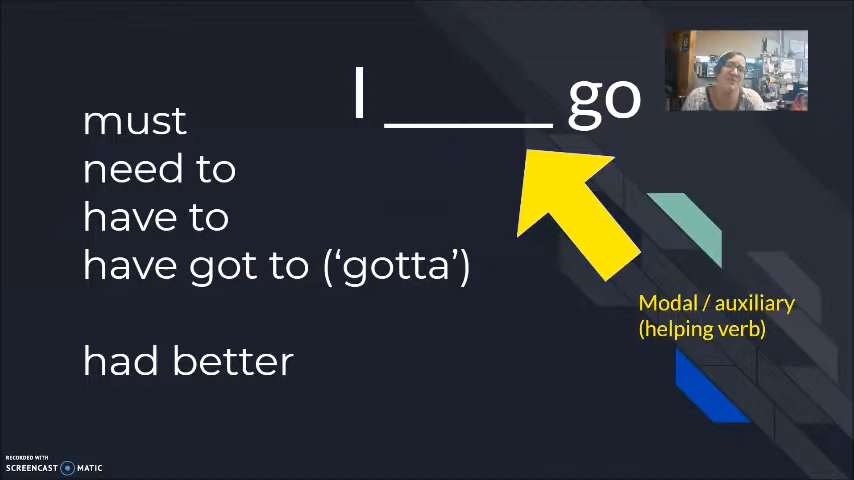 I ______ go
must
need to
have to
have got to (‘gotta’)
had better
Modal / auxiliary
(helping verb)
RECORDED WITH
SCREENCAST MATIC